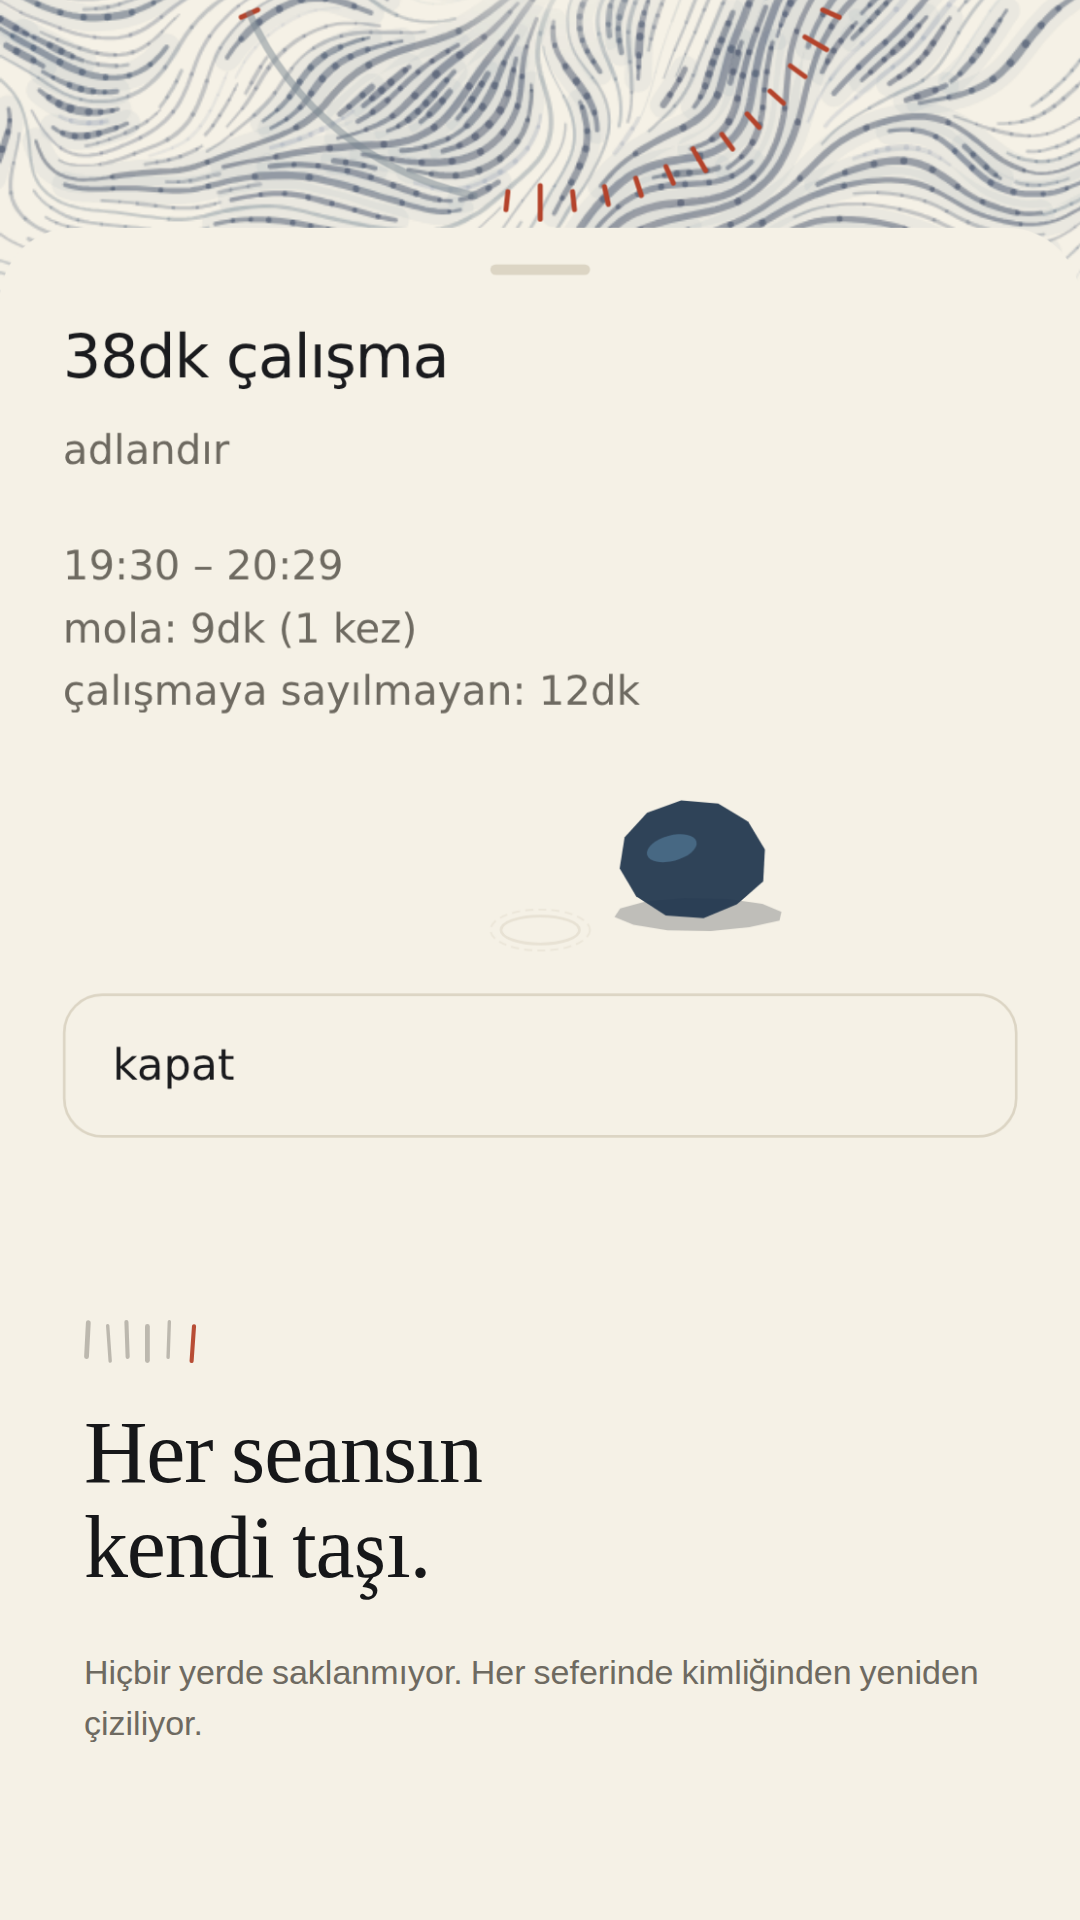 38dk çalışma
adlandır
19:30 – 20:29
mola: 9dk (1 kez)
çalışmaya sayılmayan: 12dk
kapat
Her seansın
kendi taşı.
Hiçbir yerde saklanmıyor. Her seferinde kimliğinden yeniden
çiziliyor.